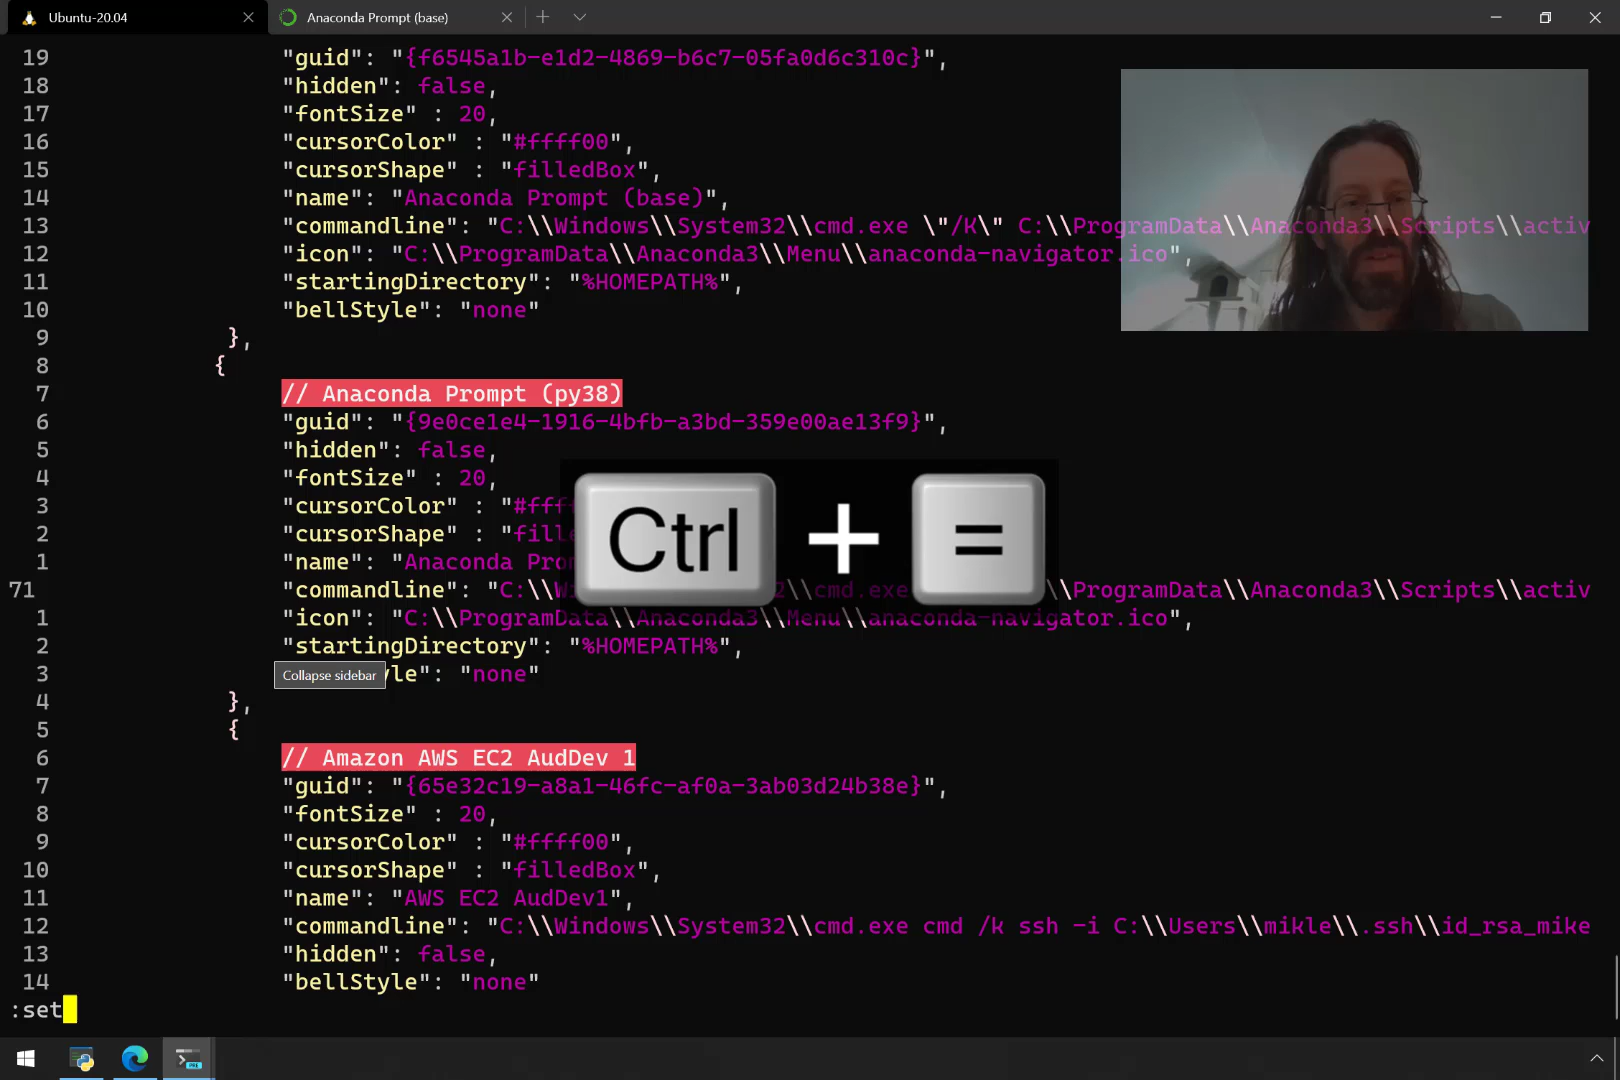 Ubuntu-20.04
Anaconda Prompt (base)
19 "guid": "{f6545a1b-e1d2-4869-b6c7-05fa0d6c310c}",
18 "hidden": false,
17 "fontSize" : 20,
16 "cursorColor" : "#ffff00",
15 "cursorShape" : "filledBox",
14 "name": "Anaconda Prompt (base)",
13 "commandline": "C:\\Windows\\System32\\cmd.exe \"/K\" C:\\ProgramData\\Anaconda3\\Scripts\\activ
12 "icon": "C:\\ProgramData\\Anaconda3\\Menu\\anaconda-navigator.ico",
11 "startingDirectory": "%HOMEPATH%",
10 "bellStyle": "none"
9 },
8 {
7 // Anaconda Prompt (py38)
6 "guid": "{9e0ce1e4-1916-4bfb-a3bd-359e00ae13f9}",
5 "hidden": false,
4 "fontSize" : 20,
3 "cursorColor" : "#fff
2 "cursorShape" : "fill
1 "name": "Anaconda Pro
Ctrl + =
71 "commandline": "C:\\W 2\\cmd.exe \\ProgramData\\Anaconda3\\Scripts\\activ
1 "icon": "C:\\ProgramData\\Anaconda3\\Menu\\anaconda-navigator.ico",
2 "startingDirectory": "%HOMEPATH%",
3 Collapse sidebar yle": "none"
4 },
5 {
6 // Amazon AWS EC2 AudDev 1
7 "guid": "{65e32c19-a8a1-46fc-af0a-3ab03d24b38e}",
8 "fontSize" : 20,
9 "cursorColor" : "#ffff00",
10 "cursorShape" : "filledBox",
11 "name": "AWS EC2 AudDev1",
12 "commandline": "C:\\Windows\\System32\\cmd.exe cmd /k ssh -i C:\\Users\\mikle\\.ssh\\id_rsa_mike
13 "hidden": false,
14 "bellStyle": "none"
:set